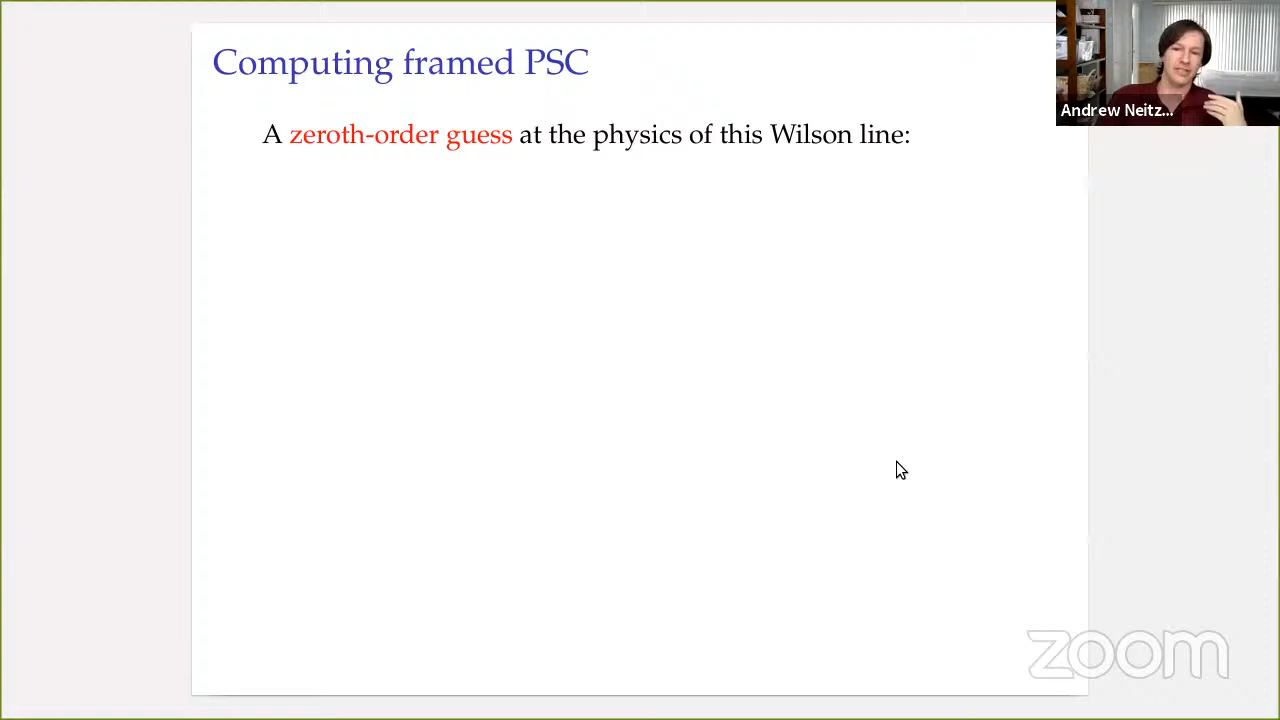 Computing framed PSC
A zeroth-order guess at the physics of this Wilson line:
Andrew Neitz...
zoom